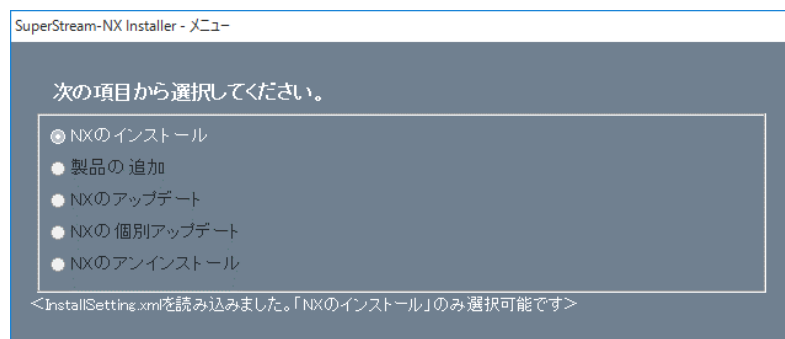 SuperStream-NX Installer - メニュー
次の項目から選択してください。
NXのインストール
製品の追加
NXのアップデート
NXの個別アップデート
NXのアンインストール
<InstallSetting.xmlを読み込みました。「NXのインストール」のみ選択可能です>